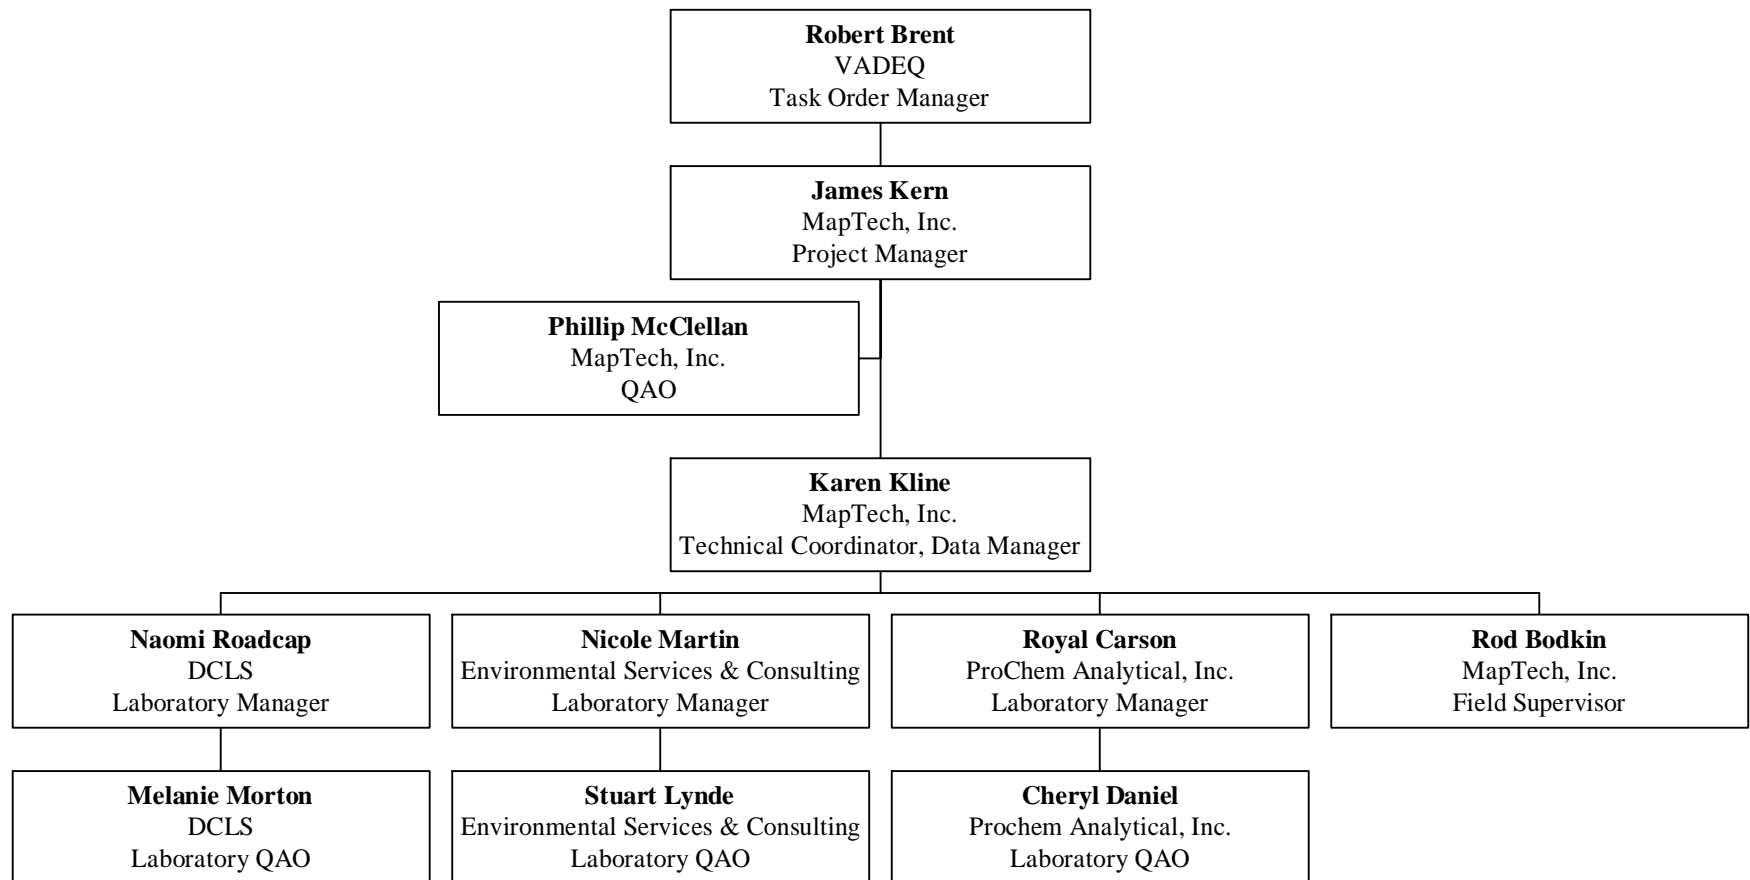 Robert Brent
VADEQ
Task Order Manager
James Kern
MapTech, Inc.
Project Manager
Phillip McClellan
MapTech, Inc.
QAO
Karen Kline
MapTech, Inc.
Technical Coordinator, Data Manager
Naomi Roadcap
DCLS
Laboratory Manager
Nicole Martin
Environmental Services & Consulting
Laboratory Manager
Royal Carson
ProChem Analytical, Inc.
Laboratory Manager
Rod Bodkin
MapTech, Inc.
Field Supervisor
Melanie Morton
DCLS
Laboratory QAO
Stuart Lynde
Environmental Services & Consulting
Laboratory QAO
Cheryl Daniel
Prochem Analytical, Inc.
Laboratory QAO